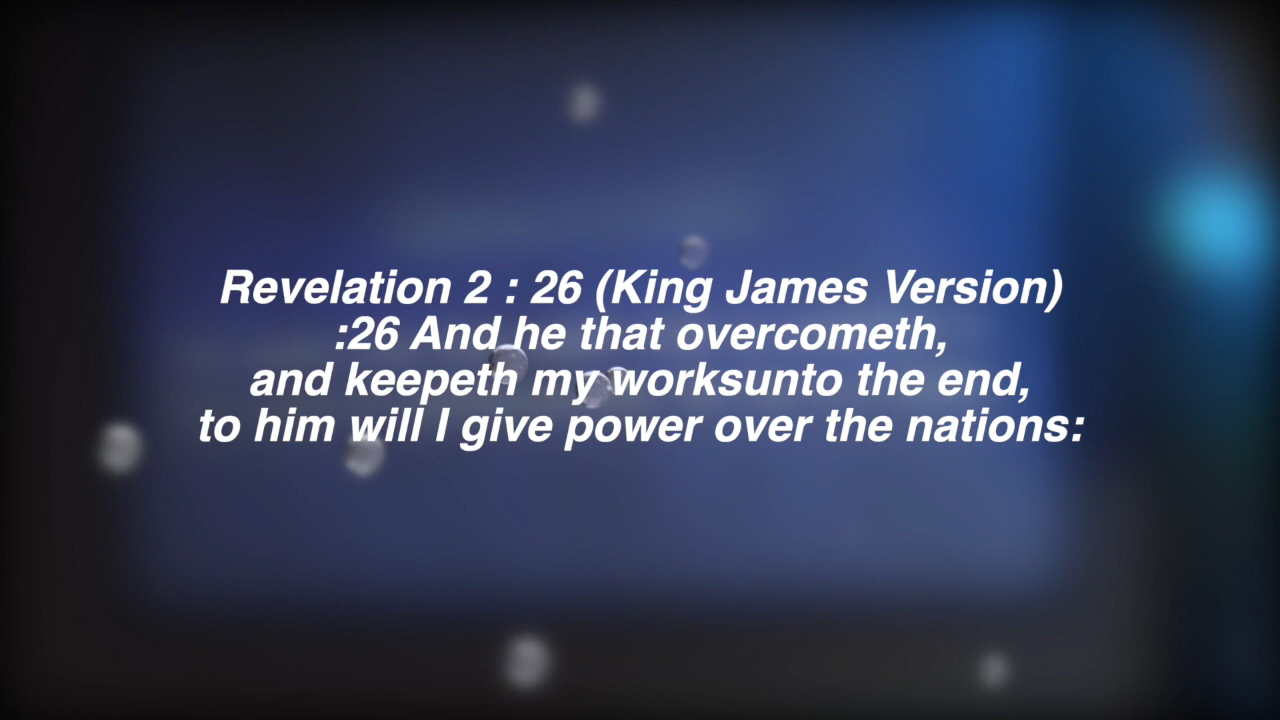 Revelation 2 : 26 (King James Version)
:26 And he that overcometh,
and keepeth my worksunto the end,
to him will I give power over the nations: